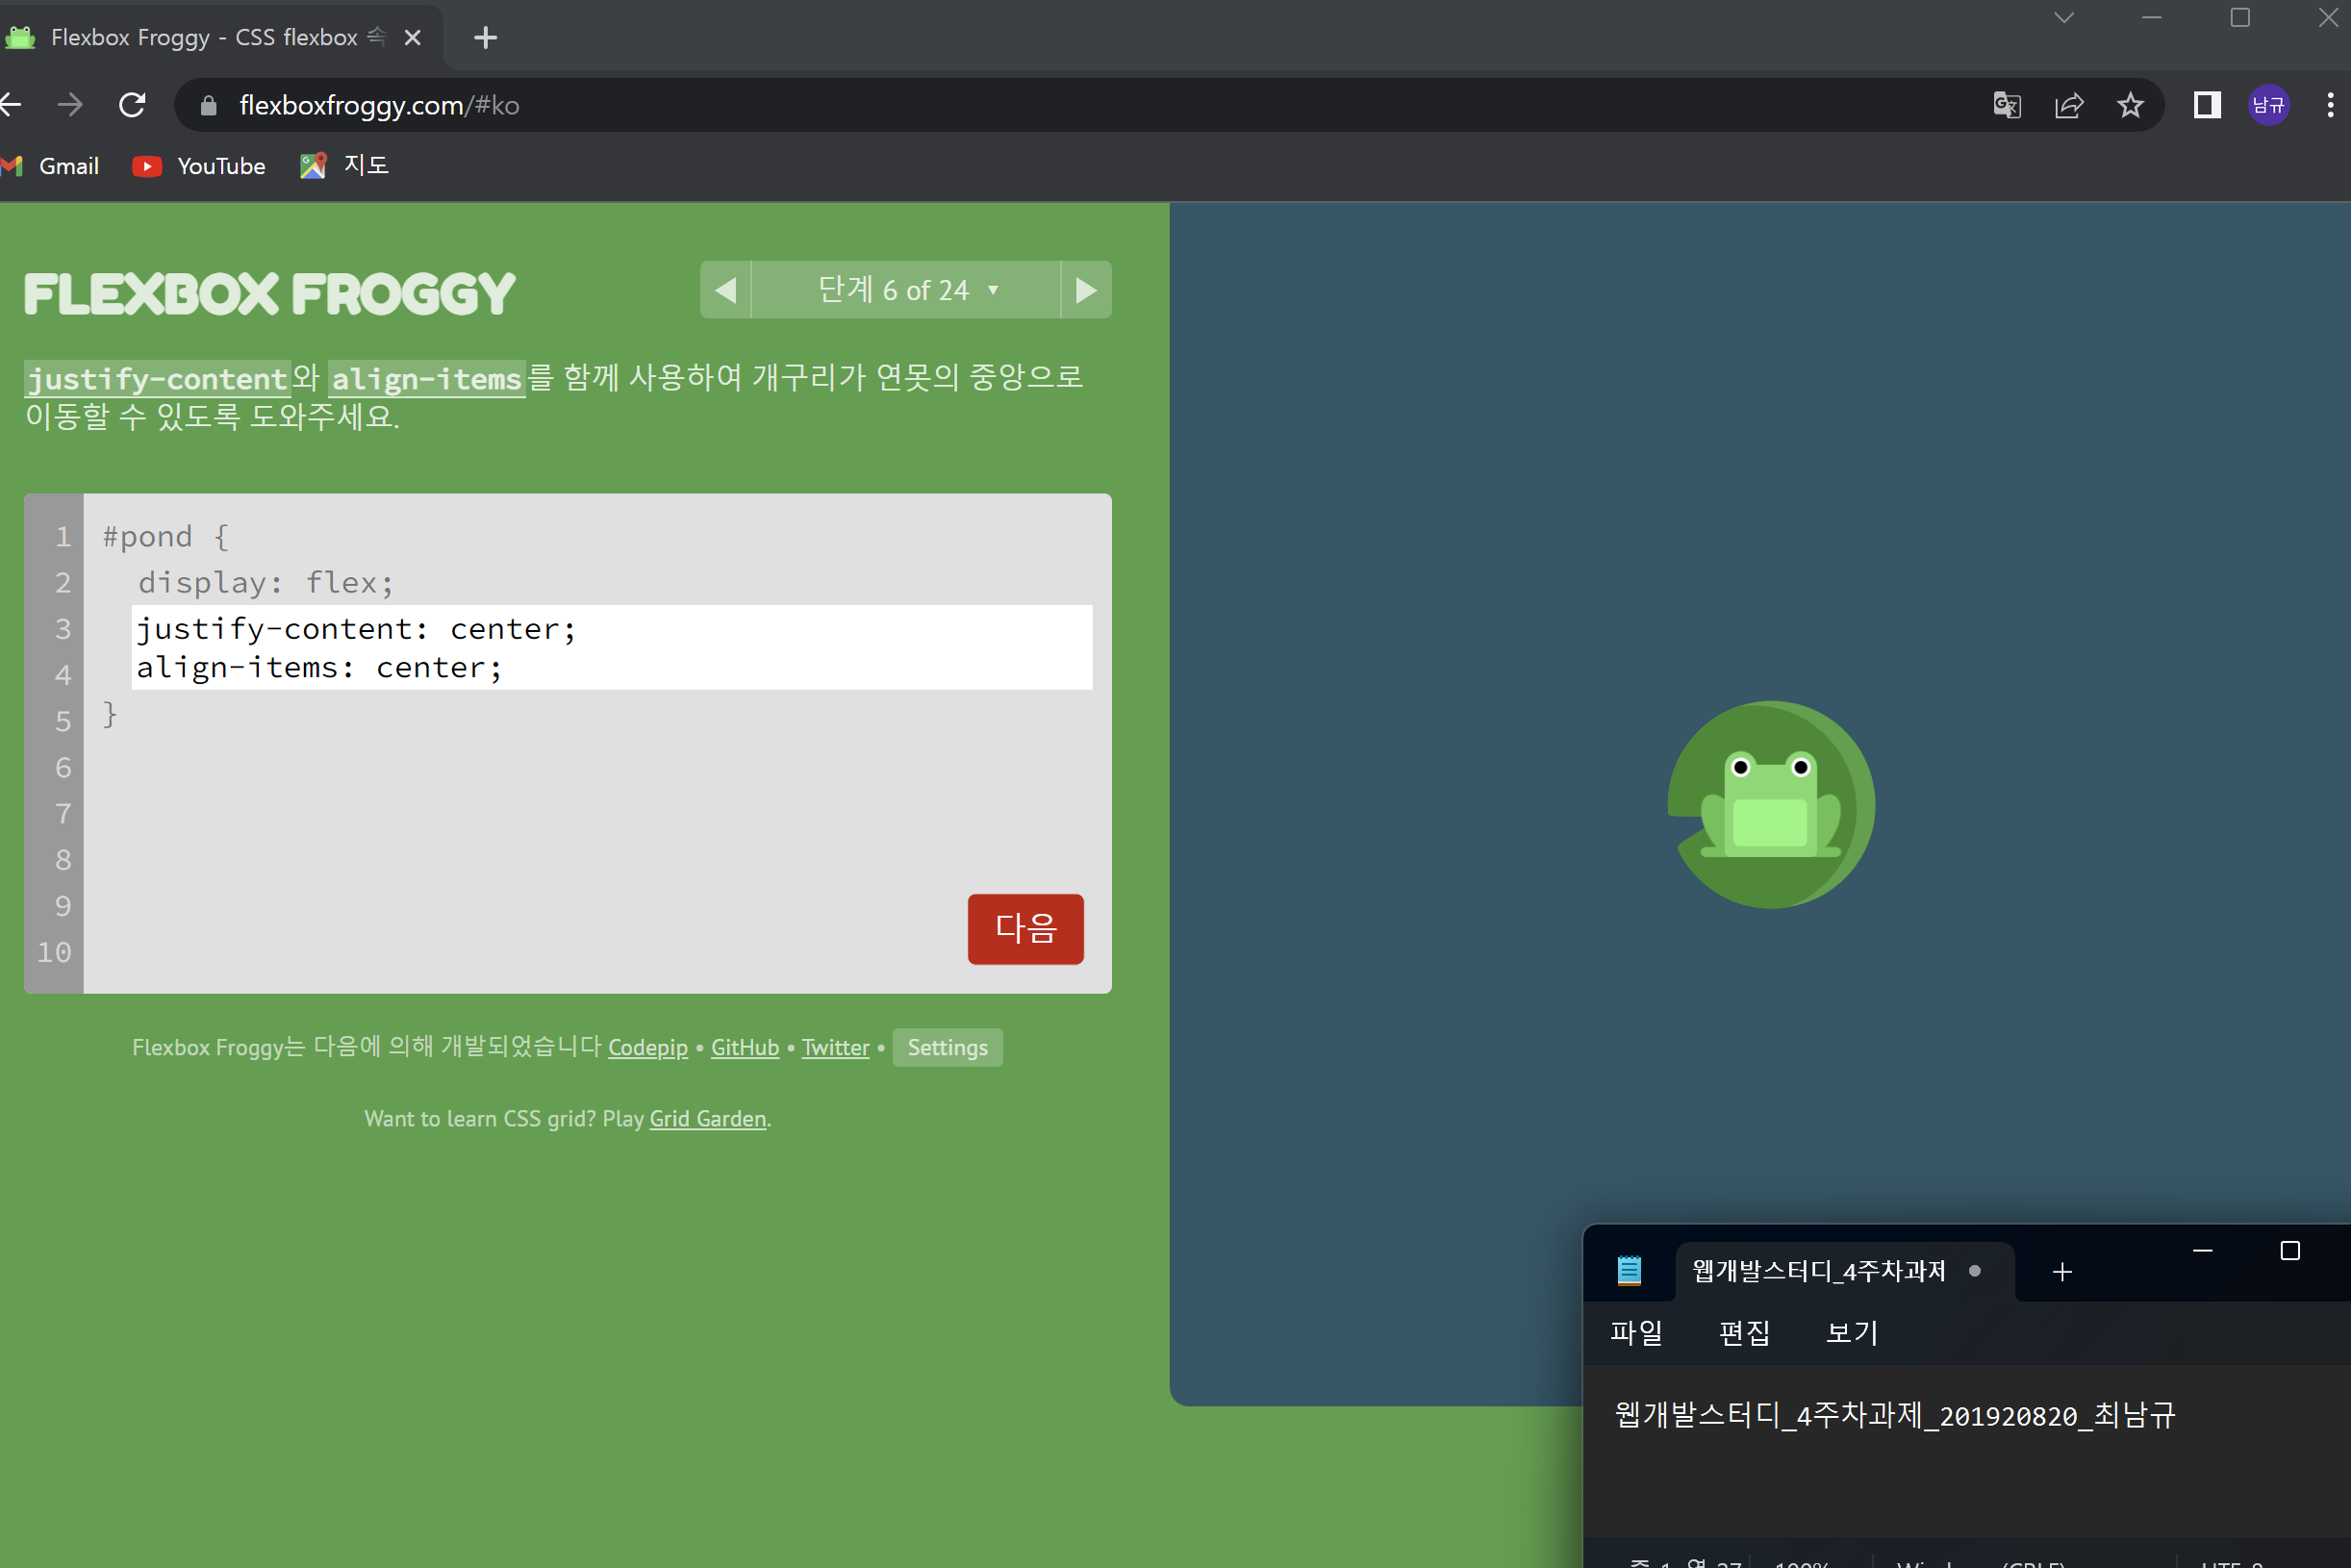 Flexbox Froggy - CSS flexbox 속
flexboxfroggy.com/#ko
남규
Gmail YouTube 지도
FLEXBOX FROGGY
단계 6 of 24 ▼
justify-content와 align-items를 함께 사용하여 개구리가 연못의 중앙으로
이동할 수 있도록 도와주세요.
1 #pond {
2 display: flex;
3 justify-content: center;
4 align-items: center;
5 }
6
7
8
9
10
다음
Flexbox Froggy는 다음에 의해 개발되었습니다 Codepip • GitHub • Twitter • Settings
Want to learn CSS grid? Play Grid Garden.
웹개발스터디_4주차과제
파일 편집 보기
웹개발스터디_4주차과제_201920820_최남규